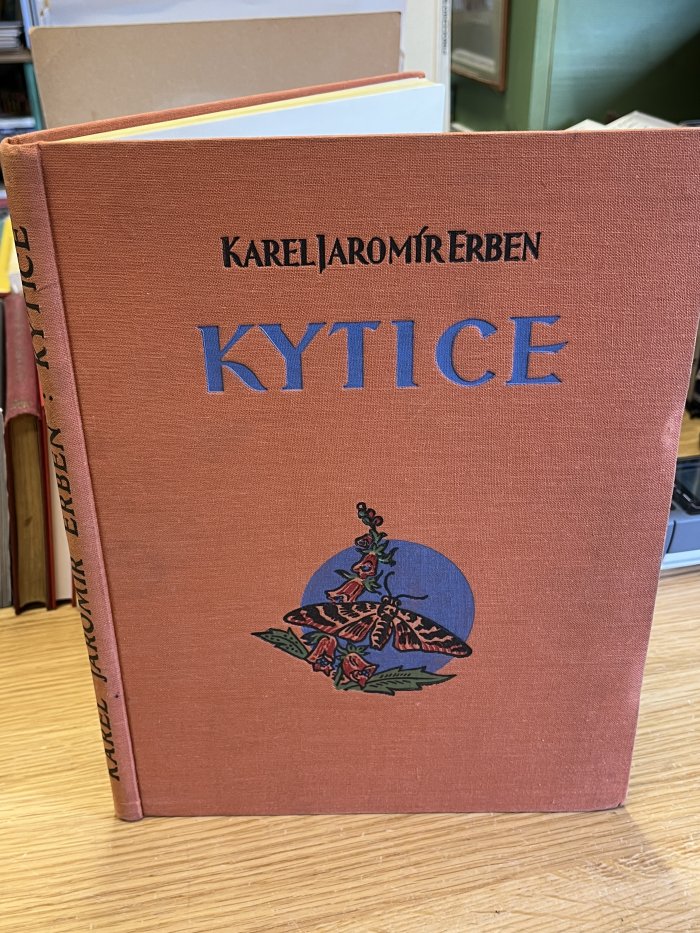 KAREL JAROMÍR ERBEN
KYTICE
KAREL JAROMÍR ERBEN : KYTICE